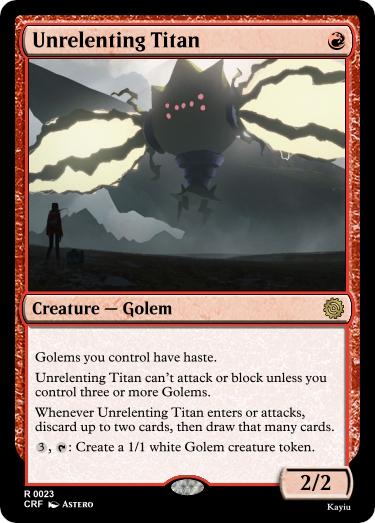 Unrelenting Titan
Creature — Golem
Golems you control have haste.
Unrelenting Titan can't attack or block unless you
control three or more Golems.
Whenever Unrelenting Titan enters or attacks,
discard up to two cards, then draw that many cards.
3, : Create a 1/1 white Golem creature token.
2/2
R 0023
CRF Astero
Kayiu